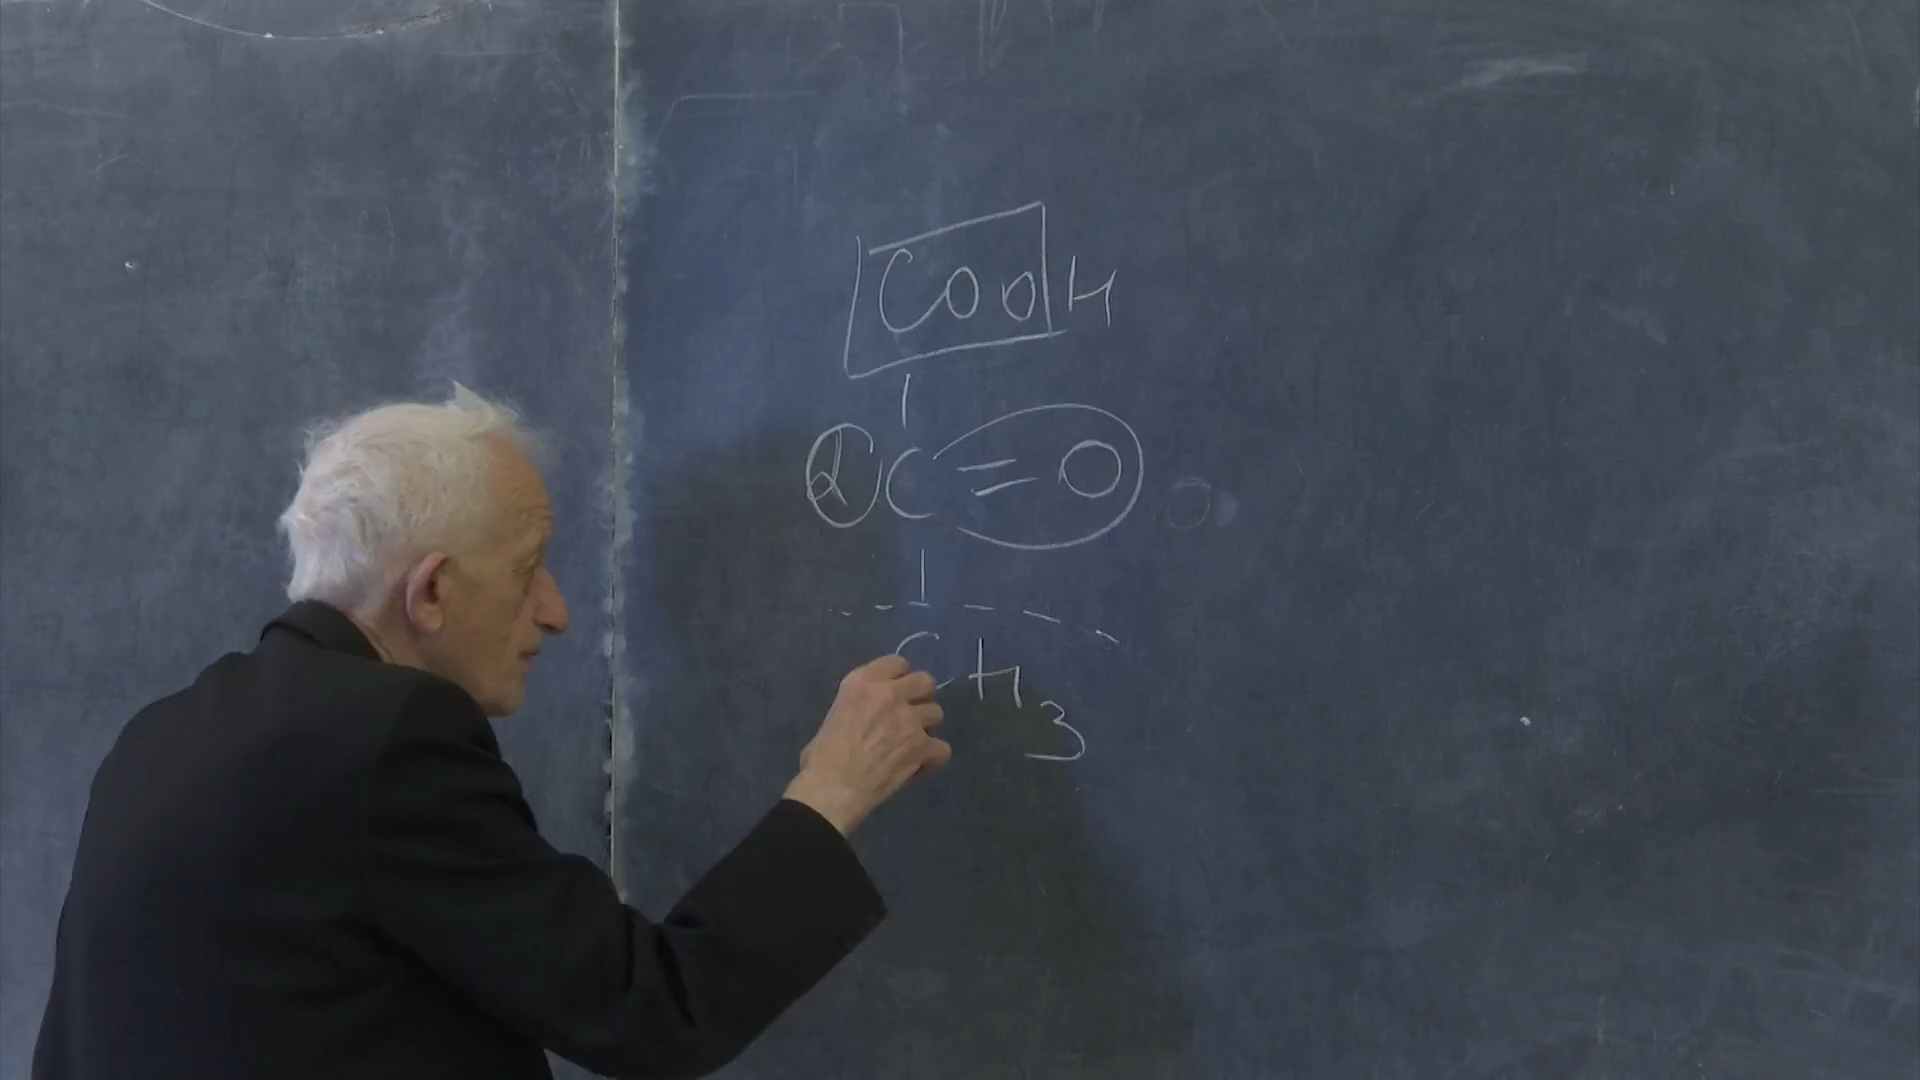 COOH
|
α C = O
|
CH3